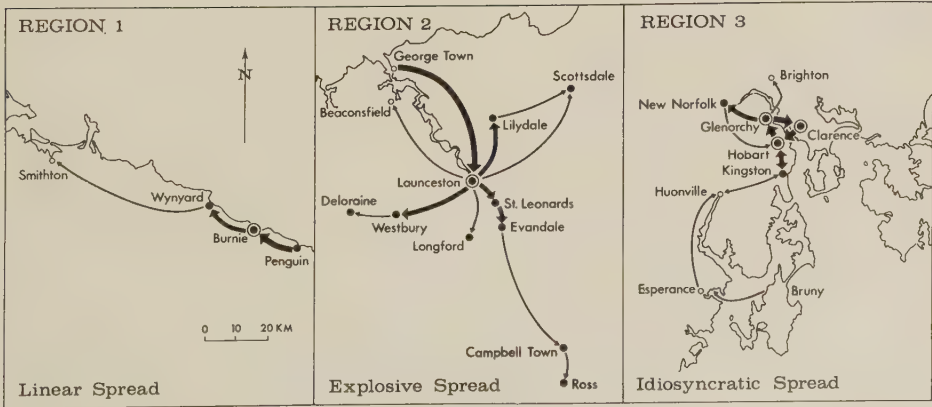 REGION 1
N
Smithton
Wynyard
Burnie
Penguin
0 10 20 KM
Linear Spread
REGION 2
George Town
Scottsdale
Beaconsfield
Lilydale
Launceston
Deloraine
St. Leonards
Westbury
Evandale
Longford
Campbell Town
Ross
Explosive Spread
REGION 3
Brighton
New Norfolk
Glenorchy
Clarence
Hobart
Kingston
Huonville
Esperance
Bruny
Idiosyncratic Spread